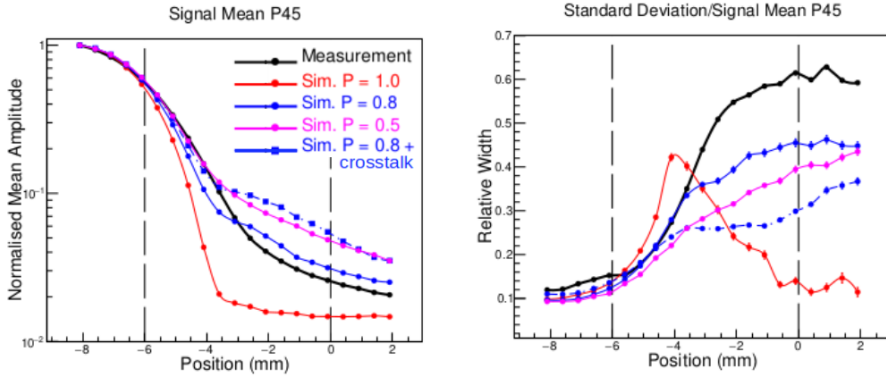 Signal Mean P45
Normalised Mean Amplitude
1
10-1
10-2
Measurement
Sim. P = 1.0
Sim. P = 0.8
Sim. P = 0.5
Sim. P = 0.8 +
crosstalk
-8 -6 -4 -2 0 2
Position (mm)
Standard Deviation/Signal Mean P45
Relative Width
0.7
0.6
0.5
0.4
0.3
0.2
0.1
-8 -6 -4 -2 0 2
Position (mm)